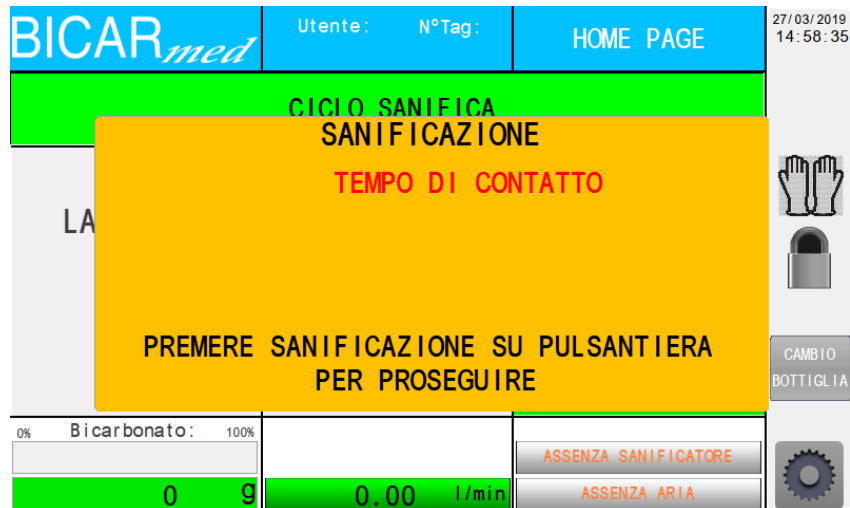 BICARmed
Utente: N°Tag:
HOME PAGE
27/03/2019
14:58:35
CICLO SANIFICA
SANIFICAZIONE
TEMPO DI CONTATTO
LA
PREMERE SANIFICAZIONE SU PULSANTIERA
PER PROSEGUIRE
CAMBIO
BOTTIGLIA
0% Bicarbonato: 100%
ASSENZA SANIFICATORE
0 g
0.00 l/min
ASSENZA ARIA